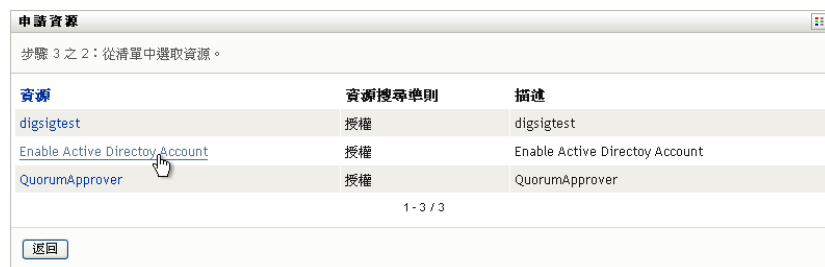 申請資源
步驟 3 之 2：從清單中選取資源。
資源 資源搜尋準則 描述
digsigtest 授權 digsigtest
Enable Active Directoy Account 授權 Enable Active Directoy Account
QuorumApprover 授權 QuorumApprover
1 - 3 / 3
返回